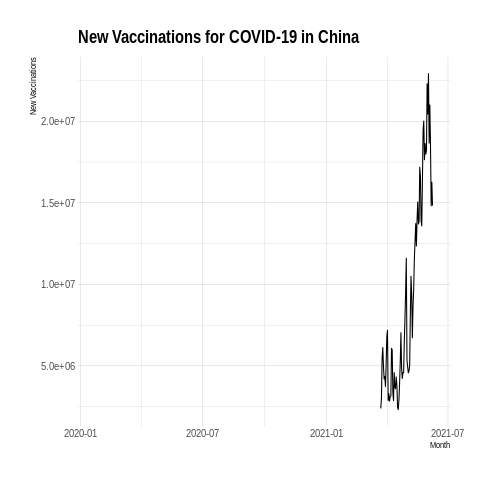 New Vaccinations for COVID-19 in China
New Vaccinations
2.0e+07
1.5e+07
1.0e+07
5.0e+06
2020-01 2020-07 2021-01 2021-07
Month